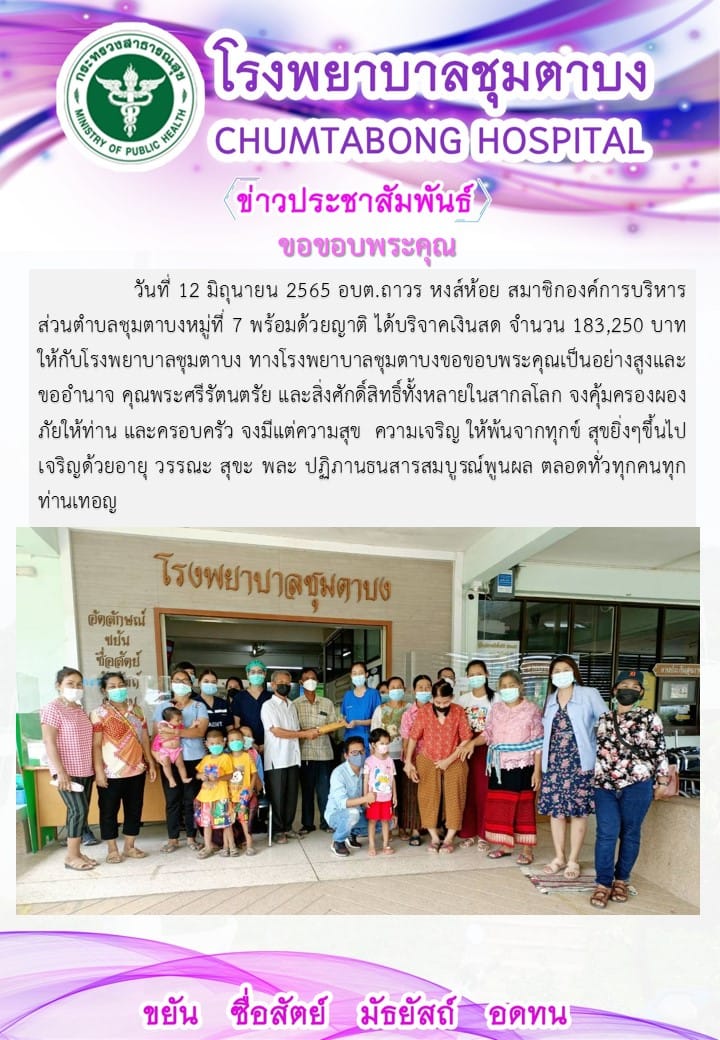 กระทรวงสาธารณสุข
MINISTRY OF PUBLIC HEALTH
โรงพยาบาลชุมตาบง
CHUMTABONG HOSPITAL
ข่าวประชาสัมพันธ์
ขอขอบพระคุณ
วันที่ 12 มิถุนายน 2565 อบต.ถาวร หงส์ห้อย สมาชิกองค์การบริหาร
ส่วนตำบลชุมตาบงหมู่ที่ 7 พร้อมด้วยญาติ ได้บริจาคเงินสด จำนวน 183,250 บาท
ให้กับโรงพยาบาลชุมตาบง ทางโรงพยาบาลชุมตาบงขอขอบพระคุณเป็นอย่างสูงและ
ขออำนาจ คุณพระศรีรัตนตรัย และสิ่งศักดิ์สิทธิ์ทั้งหลายในสากลโลก จงคุ้มครองผอง
ภัยให้ท่าน และครอบครัว จงมีแต่ความสุข ความเจริญ ให้พ้นจากทุกข์ สุขยิ่งๆขึ้นไป
เจริญด้วยอายุ วรรณะ สุขะ พละ ปฏิภานธนสารสมบูรณ์พูนผล ตลอดทั่วทุกคนทุก
ท่านเทอญ
โรงพยาบาลชุมตาบง
อัตลักษณ์
ขยัน
ซื่อสัตย์
ขยัน ซื่อสัตย์ มัธยัสถ์ อดทน